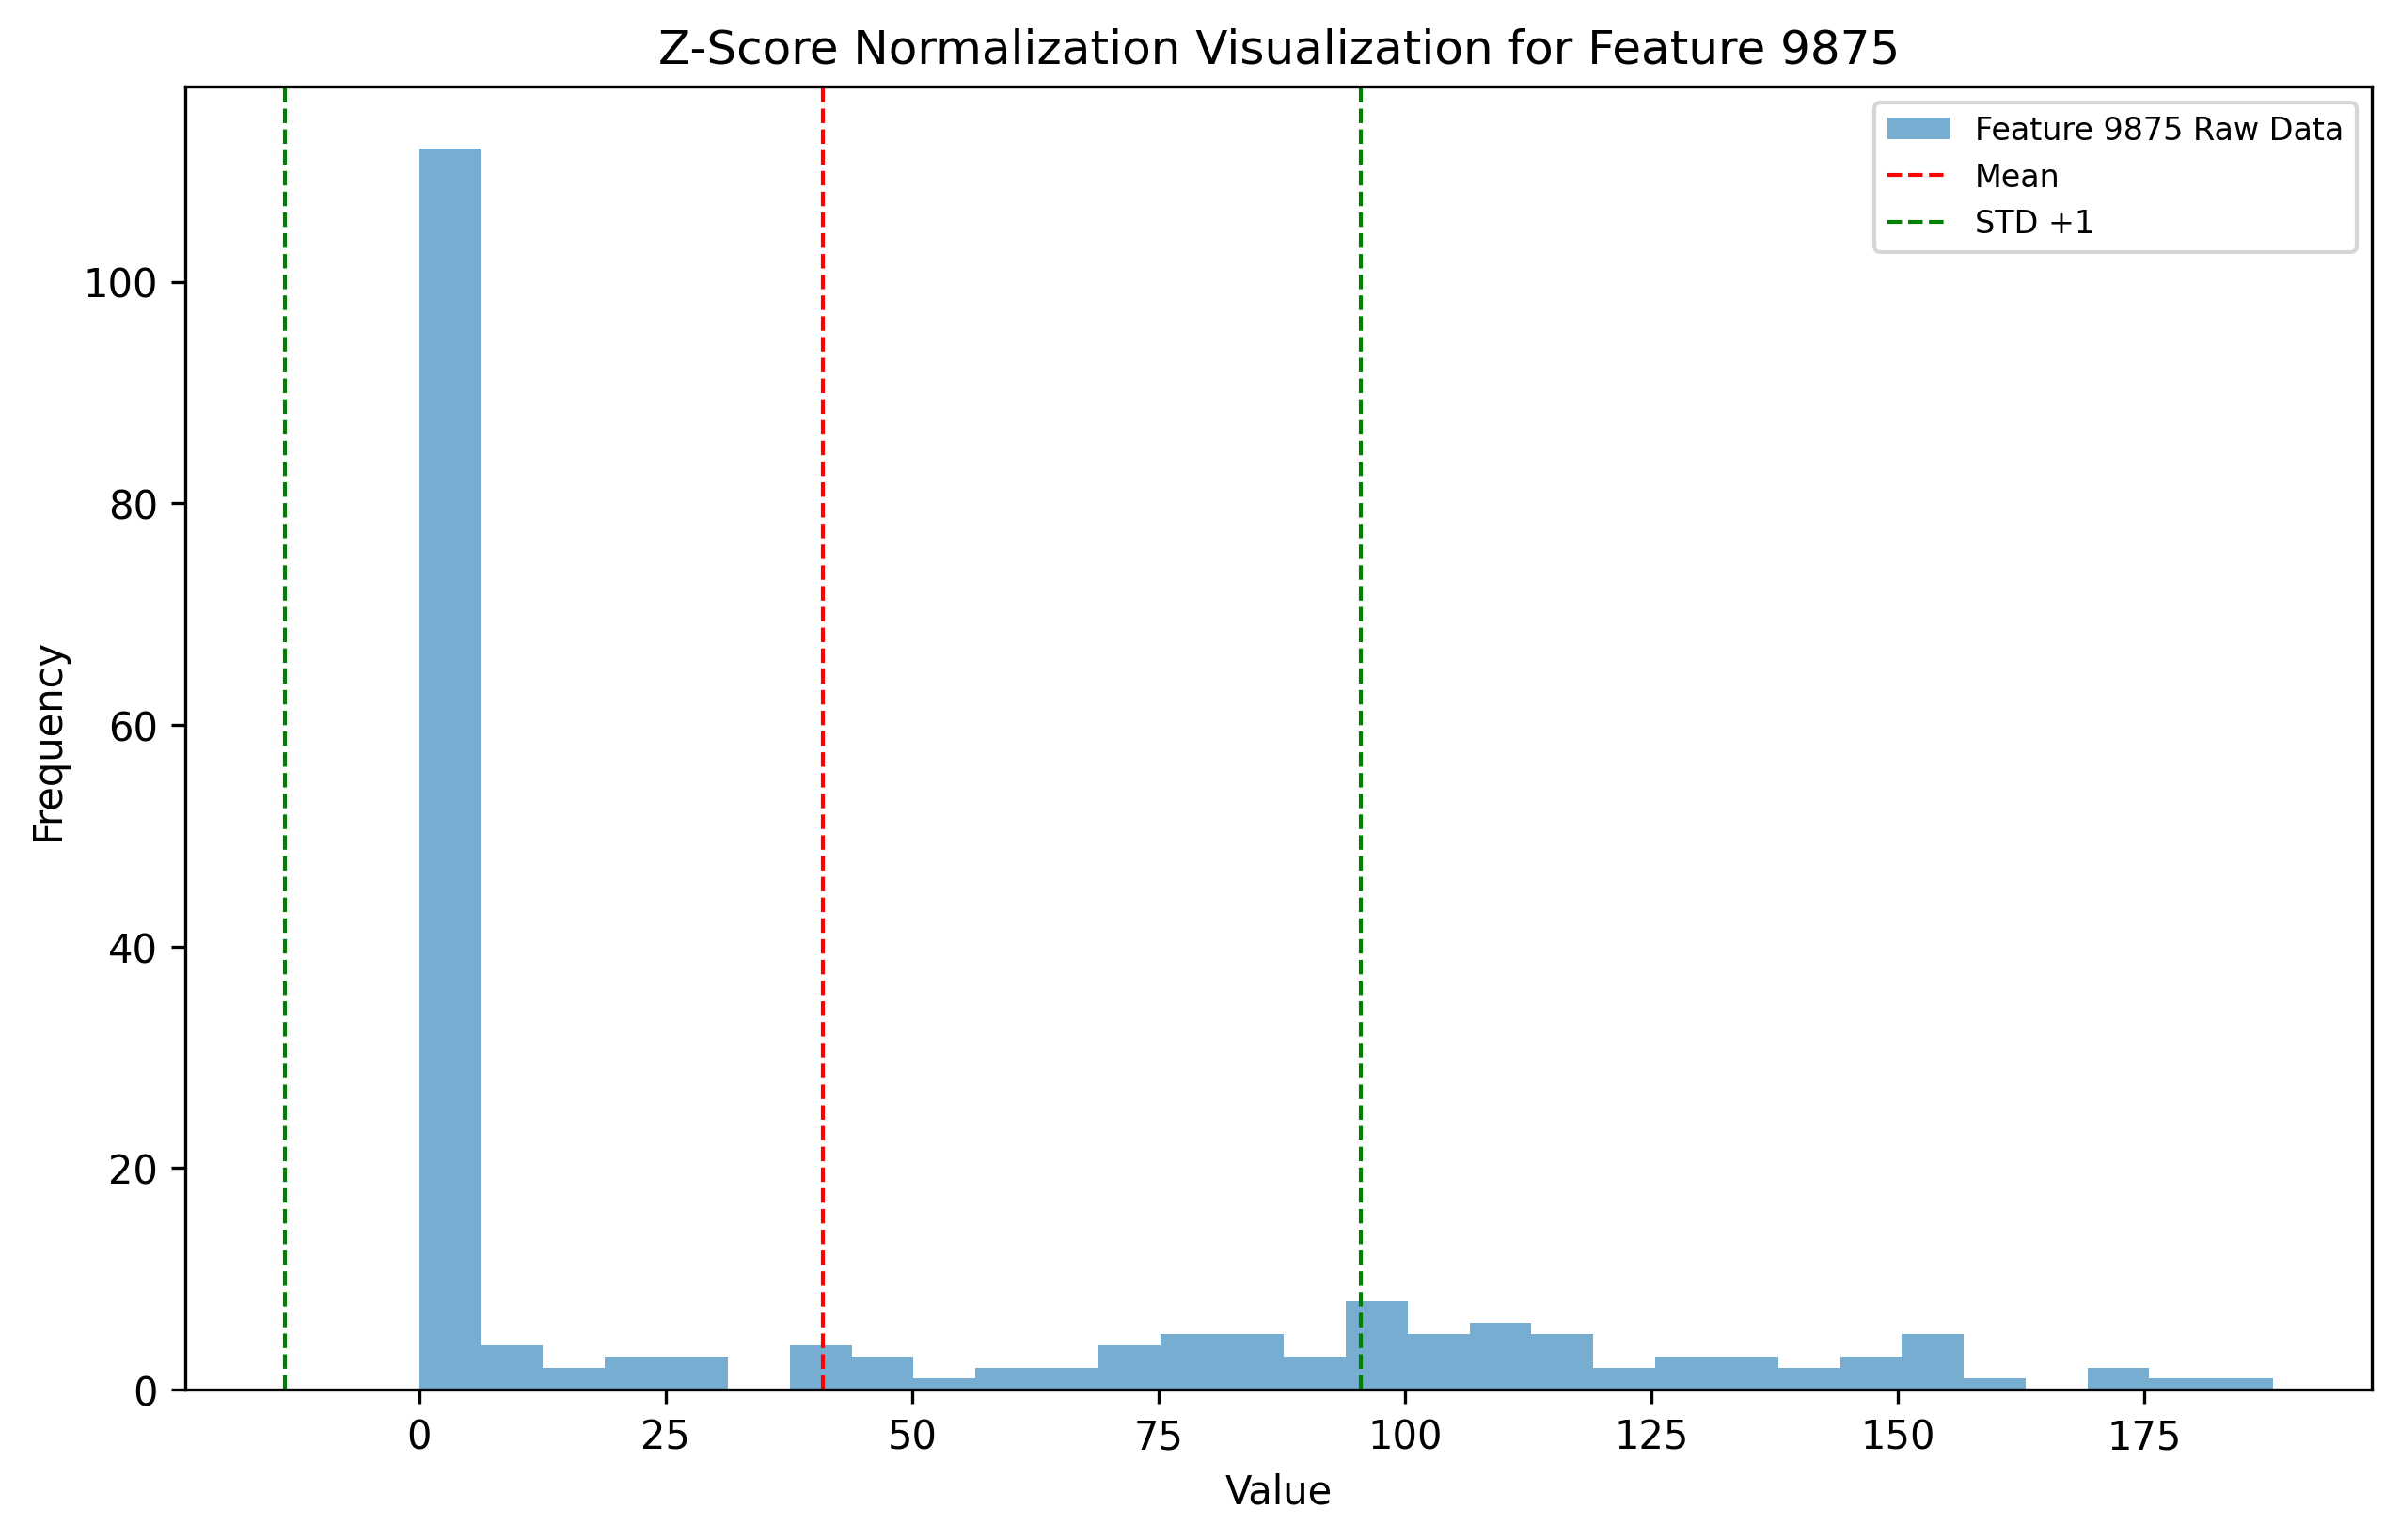 Z-Score Normalization Visualization for Feature 9875
Feature 9875 Raw Data
Mean
STD +1
100
80
60
40
20
0
Frequency
0 25 50 75 100 125 150 175
Value